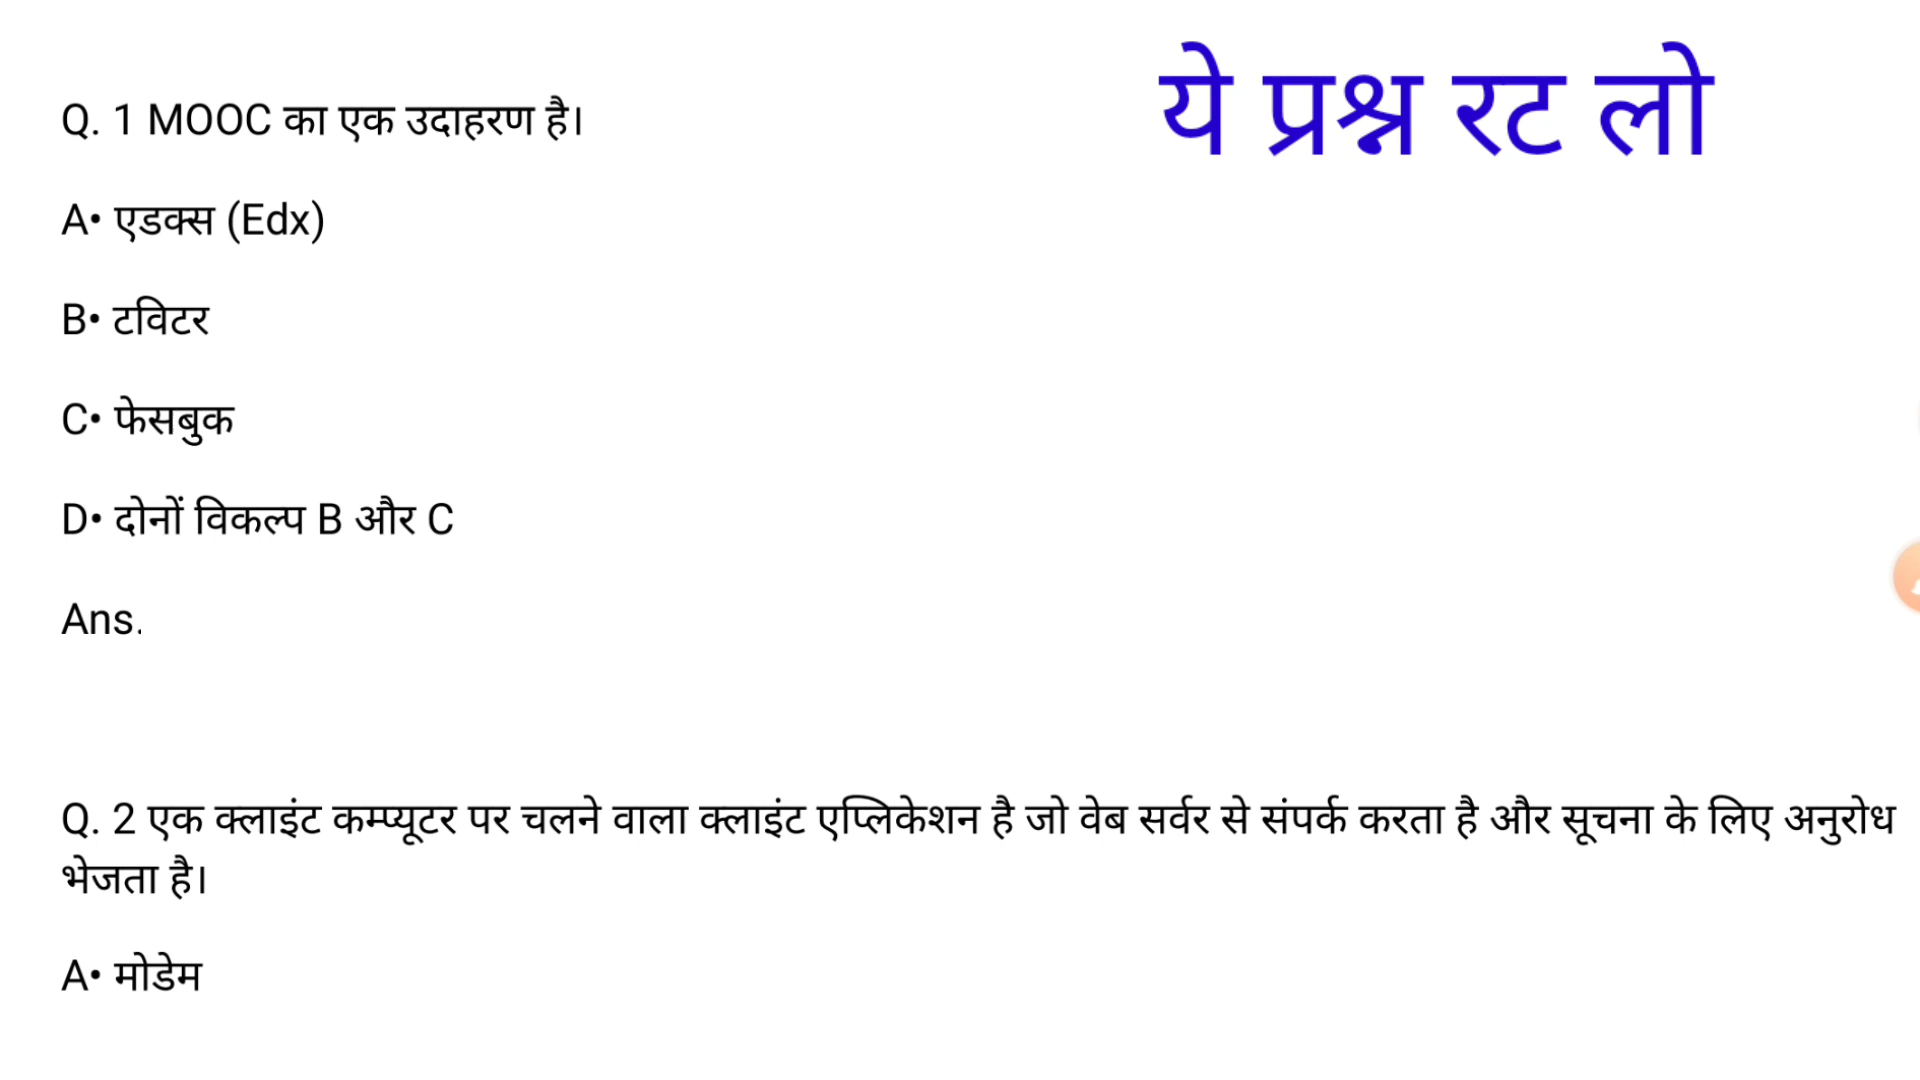 ये प्रश्न रट लो
Q. 1 MOOC का एक उदाहरण है।
A• एडक्स (Edx)
B• टविटर
C• फेसबुक
D• दोनों विकल्प B और C
Ans.
Q. 2 एक क्लाइंट कम्प्यूटर पर चलने वाला क्लाइंट एप्लिकेशन है जो वेब सर्वर से संपर्क करता है और सूचना के लिए अनुरोध
भेजता है।
A• मोडेम